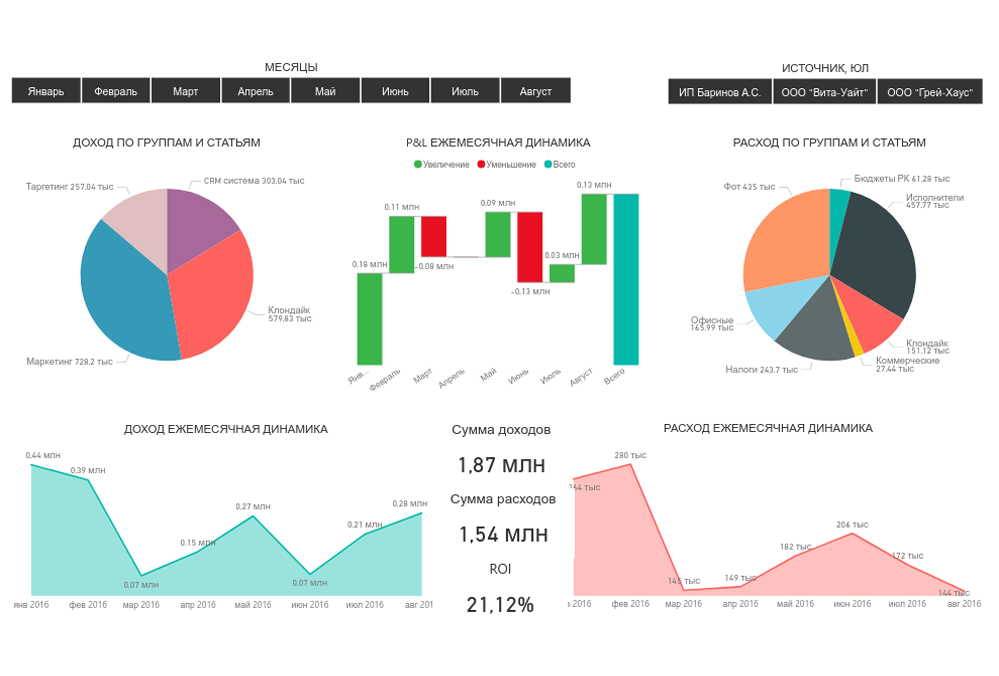 МЕСЯЦЫ
Январь
Февраль
Март
Апрель
Май
Июнь
Июль
Август
ИСТОЧНИК, ЮЛ
ИП Баринов А.С.
ООО "Вита-Уайт"
ООО "Грей-Хаус"
ДОХОД ПО ГРУППАМ И СТАТЬЯМ
CRM система 303.04 тыс
Таргетинг 257.04 тыс
Клондайк
579.83 тыс
Маркетинг 728.2 тыс
P&L ЕЖЕМЕСЯЧНАЯ ДИНАМИКА
Увеличение
Уменьшение
Всего
0.18 млн
0.11 млн
-0.08 млн
0.09 млн
-0.13 млн
0.03 млн
0.13 млн
Янв...
Февраль
Март
Апрель
Май
Июнь
Июль
Август
Всего
РАСХОД ПО ГРУППАМ И СТАТЬЯМ
Бюджеты РК 61.28 тыс
Фот 435 тыс
Исполнители
457.77 тыс
Офисные
165.99 тыс
Клондайк
151.12 тыс
Коммерческие
27.44 тыс
Налоги 243.7 тыс
ДОХОД ЕЖЕМЕСЯЧНАЯ ДИНАМИКА
0.44 млн
0.39 млн
0.07 млн
0.15 млн
0.27 млн
0.07 млн
0.21 млн
0.28 млн
янв 2016
фев 2016
мар 2016
апр 2016
май 2016
июн 2016
июл 2016
авг 201
Сумма доходов
1,87 млн
Сумма расходов
1,54 млн
ROI
21,12%
РАСХОД ЕЖЕМЕСЯЧНАЯ ДИНАМИКА
264 тыс
280 тыс
145 тыс
149 тыс
182 тыс
206 тыс
172 тыс
144 тыс
2016
фев 2016
мар 2016
апр 2016
май 2016
июн 2016
июл 2016
авг 2016